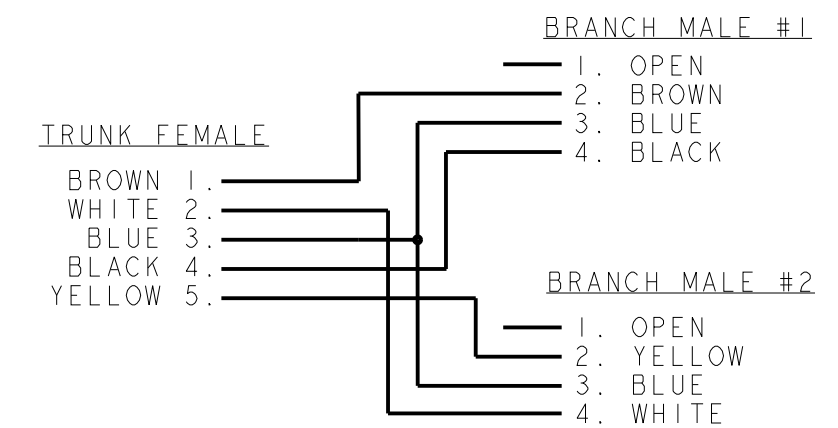 BRANCH MALE #1
1. OPEN
2. BROWN
3. BLUE
4. BLACK
TRUNK FEMALE
BROWN 1.
WHITE 2.
BLUE 3.
BLACK 4.
YELLOW 5.
BRANCH MALE #2
1. OPEN
2. YELLOW
3. BLUE
4. WHITE